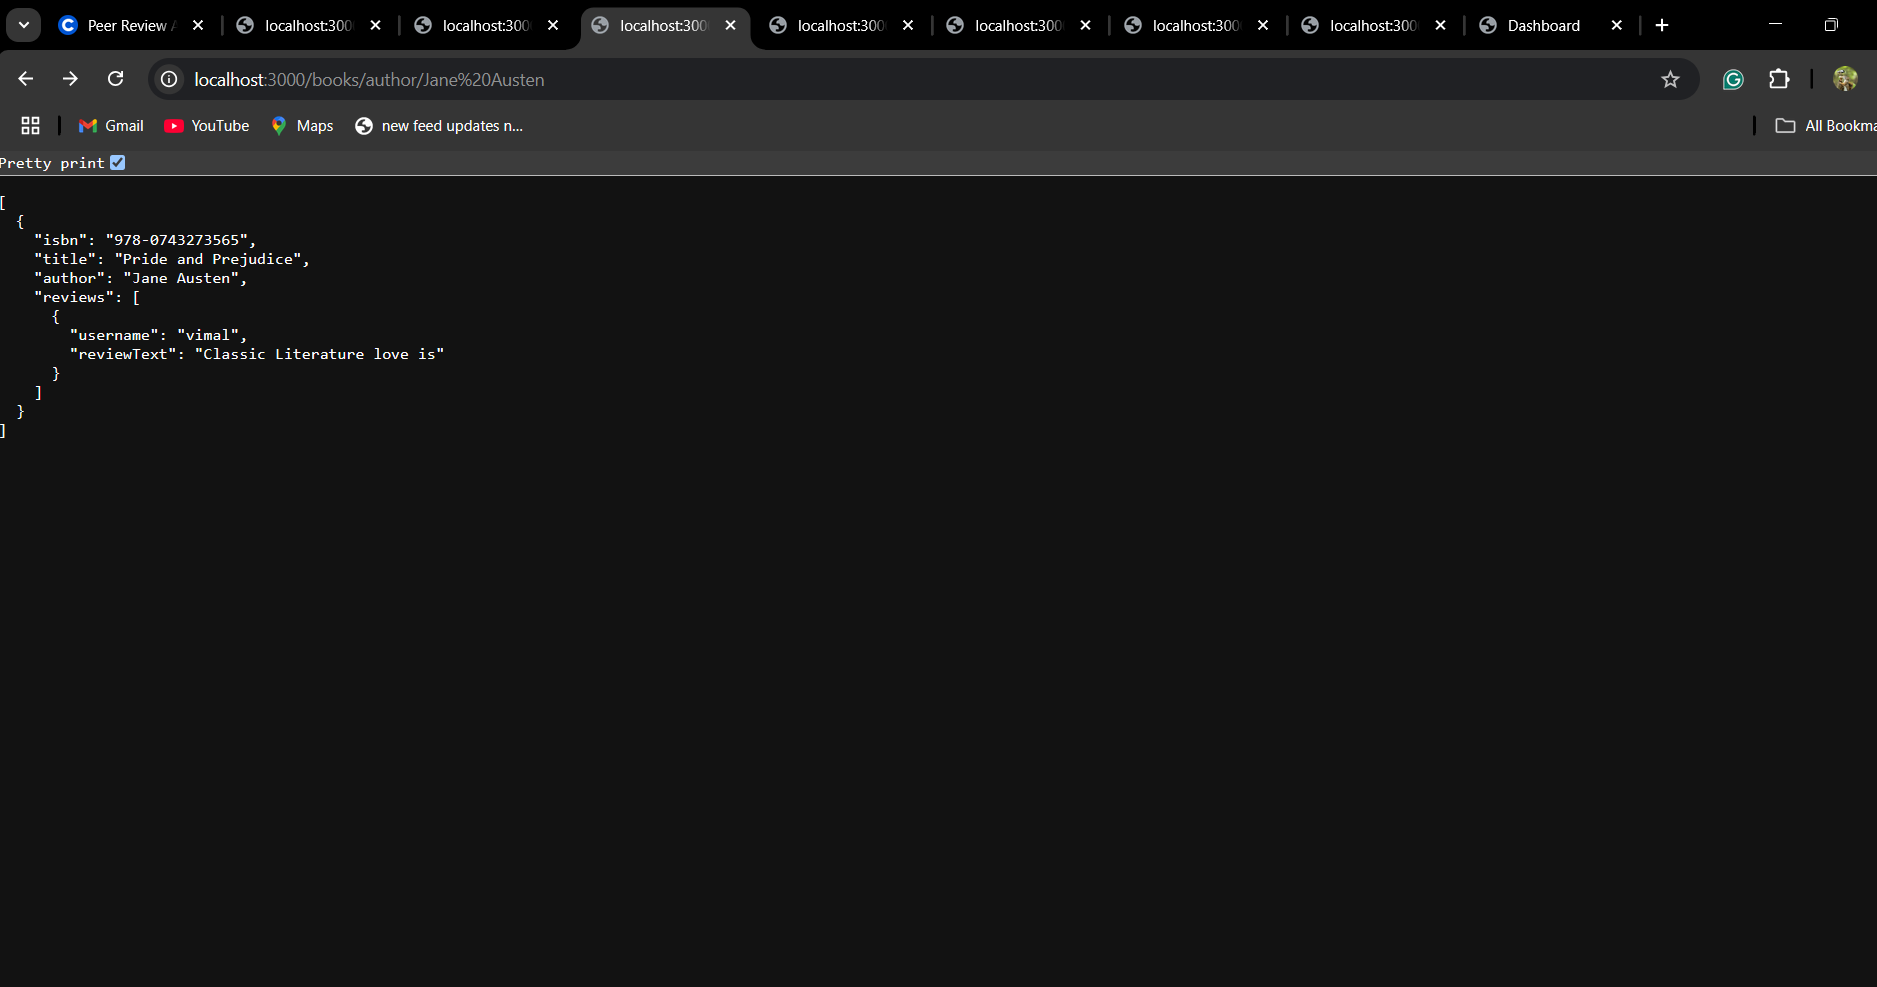 Peer Review A
localhost:300
localhost:300
localhost:300
localhost:300
localhost:300
localhost:300
localhost:300
Dashboard
localhost:3000/books/author/Jane%20Austen
Gmail
YouTube
Maps
new feed updates n...
All Bookma
Pretty print
[
  {
    "isbn": "978-0743273565",
    "title": "Pride and Prejudice",
    "author": "Jane Austen",
    "reviews": [
      {
        "username": "vimal",
        "reviewText": "Classic Literature love is"
      }
    ]
  }
]